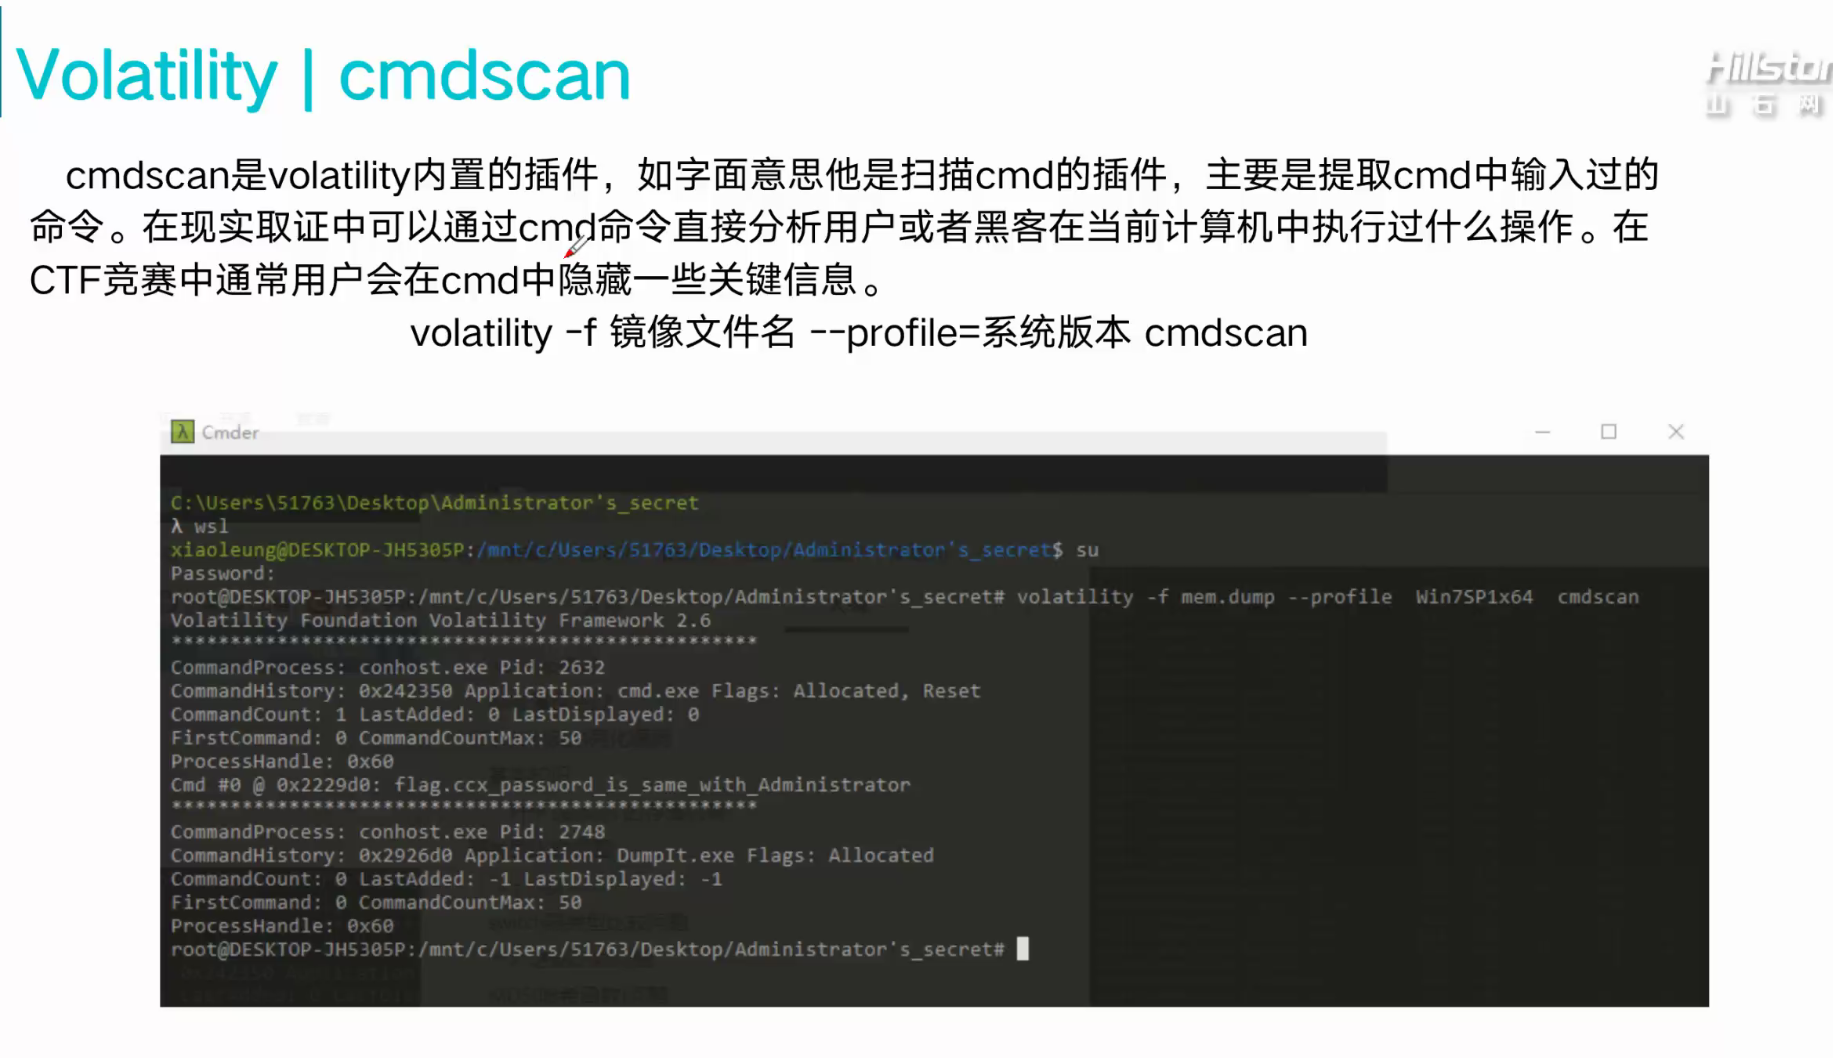 Volatility | cmdscan
Hillstor
山石网
cmdscan是volatility内置的插件，如字面意思他是扫描cmd的插件，主要是提取cmd中输入过的
命令。在现实取证中可以通过cmd命令直接分析用户或者黑客在当前计算机中执行过什么操作。在
CTF竞赛中通常用户会在cmd中隐藏一些关键信息。
volatility -f 镜像文件名 --profile=系统版本 cmdscan
Cmder
C:\Users\51763\Desktop\Administrator's_secret
λ wsl
xiaoleung@DESKTOP-JH5305P:/mnt/c/Users/51763/Desktop/Administrator's_secret$ su
Password:
root@DESKTOP-JH5305P:/mnt/c/Users/51763/Desktop/Administrator's_secret# volatility -f mem.dump --profile  Win7SP1x64  cmdscan
Volatility Foundation Volatility Framework 2.6
**************************************************
CommandProcess: conhost.exe Pid: 2632
CommandHistory: 0x242350 Application: cmd.exe Flags: Allocated, Reset
CommandCount: 1 LastAdded: 0 LastDisplayed: 0
FirstCommand: 0 CommandCountMax: 50
ProcessHandle: 0x60
Cmd #0 @ 0x2229d0: flag.ccx_password_is_same_with_Administrator
**************************************************
CommandProcess: conhost.exe Pid: 2748
CommandHistory: 0x2926d0 Application: DumpIt.exe Flags: Allocated
CommandCount: 0 LastAdded: -1 LastDisplayed: -1
FirstCommand: 0 CommandCountMax: 50
ProcessHandle: 0x60
root@DESKTOP-JH5305P:/mnt/c/Users/51763/Desktop/Administrator's_secret#